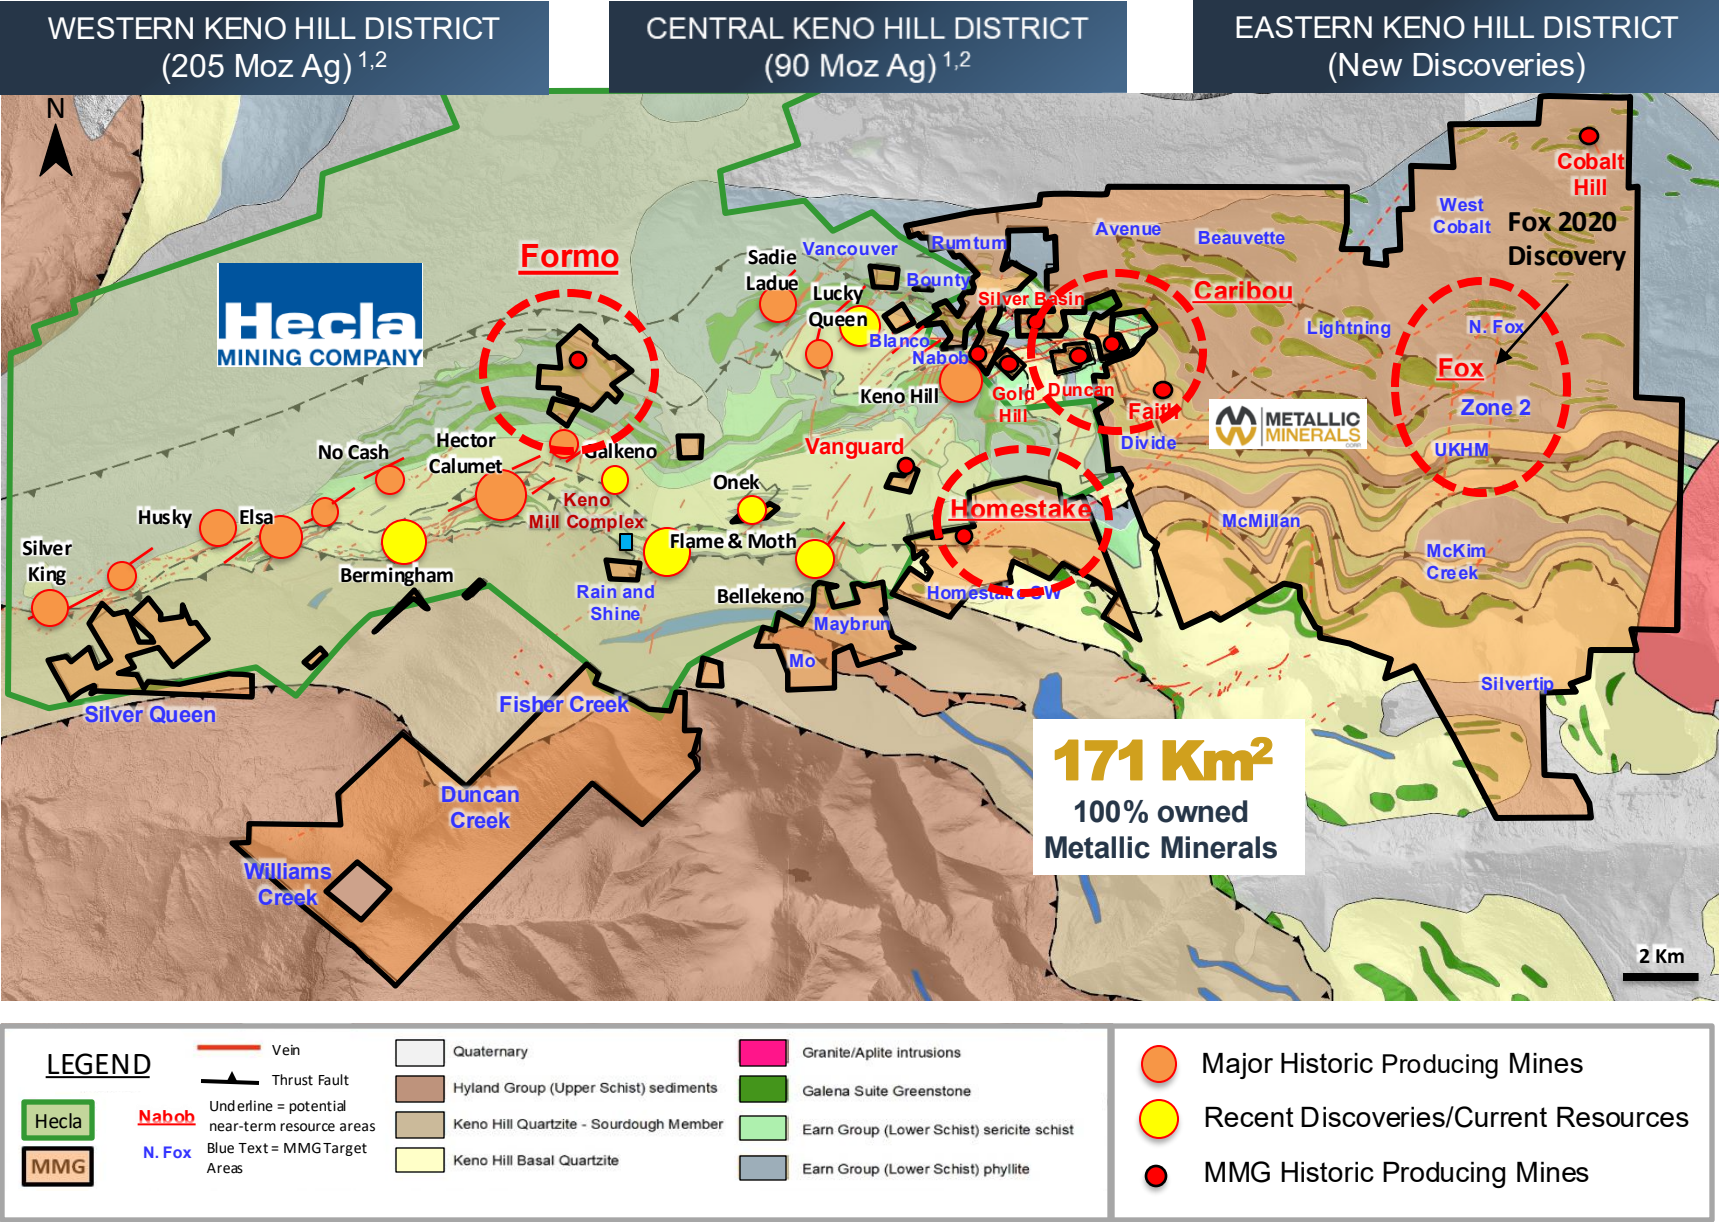 WESTERN KENO HILL DISTRICT
(205 Moz Ag) 1,2
CENTRAL KENO HILL DISTRICT
(90 Moz Ag) 1,2
EASTERN KENO HILL DISTRICT
(New Discoveries)
N
Cobalt
Hill
West
Cobalt
Fox 2020
Discovery
Avenue
Beauvette
Rumtum
Vancouver
Sadie
Ladue
Formo
Bounty
Lucky
Queen
Silver Basin
Caribou
Hecla
MINING COMPANY
Lightning
N. Fox
Blanco
Nabob
Fox
Keno Hill
Gold
Hill
Duncan
Faith
Zone 2
METALLIC
MINERALS
CORP.
Divide
Vanguard
UKHM
No Cash
Hector
Calumet
Galkeno
Onek
Keno
Mill Complex
Homestake
Husky
Elsa
McMillan
Flame & Moth
Silver
King
Bermingham
McKim
Creek
Rain and
Shine
Bellekeno
Homestake SW
Maybrun
Mo
Silvertip
Silver Queen
Fisher Creek
171 Km2
100% owned
Metallic Minerals
Duncan
Creek
Williams
Creek
2 Km
LEGEND
Hecla
MMG
Vein
Thrust Fault
Nabob
Underline = potential
near-term resource areas
N. Fox
Blue Text = MMG Target
Areas
Quaternary
Hyland Group (Upper Schist) sediments
Keno Hill Quartzite - Sourdough Member
Keno Hill Basal Quartzite
Granite/Aplite intrusions
Galena Suite Greenstone
Earn Group (Lower Schist) sericite schist
Earn Group (Lower Schist) phyllite
Major Historic Producing Mines
Recent Discoveries/Current Resources
MMG Historic Producing Mines